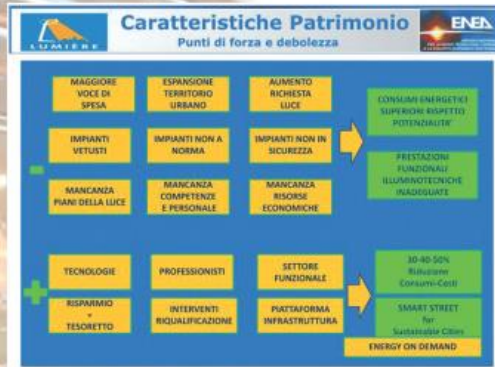 Caratteristiche Patrimonio
Punti di forza e debolezza
LUMIÈRE
ENEA
MAGGIORE
VOCE DI
SPESA
ESPANSIONE
TERRITORIO
URBANO
AUMENTO
RICHIESTA
LUCE
CONSUMI ENERGETICI
SUPERIORI RISPETTO
POTENZIALITA'
IMPIANTI
VETUSTI
IMPIANTI NON A
NORMA
IMPIANTI NON IN
SICUREZZA
-
PRESTAZIONI
FUNZIONALI
ILLUMINOTECNICHE
INADEGUATE
MANCANZA
PIANI DELLA LUCE
MANCANZA
COMPETENZE
E PERSONALE
MANCANZA
RISORSE
ECONOMICHE
+
TECNOLOGIE
PROFESSIONISTI
SETTORE
FUNZIONALE
30-40-50%
Riduzione
Consumi-Costi
RISPARMIO
=
TESORETTO
INTERVENTI
RIQUALIFICAZIONE
PIATTAFORMA
INFRASTRUTTURA
SMART STREET
for
Sustainable Cities
ENERGY ON DEMAND